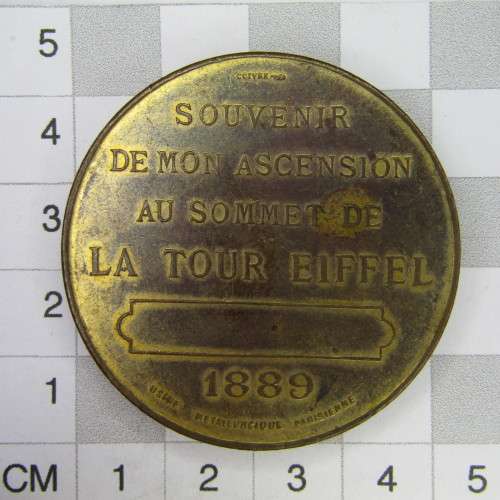 5
4
3
2
1
CM 1 2 3 4 5
CUIVRE
SOUVENIR
DE MON ASCENSION
AU SOMMET DE
LA TOUR EIFFEL
1889
USINE METALLURGIQUE PARISIENNE